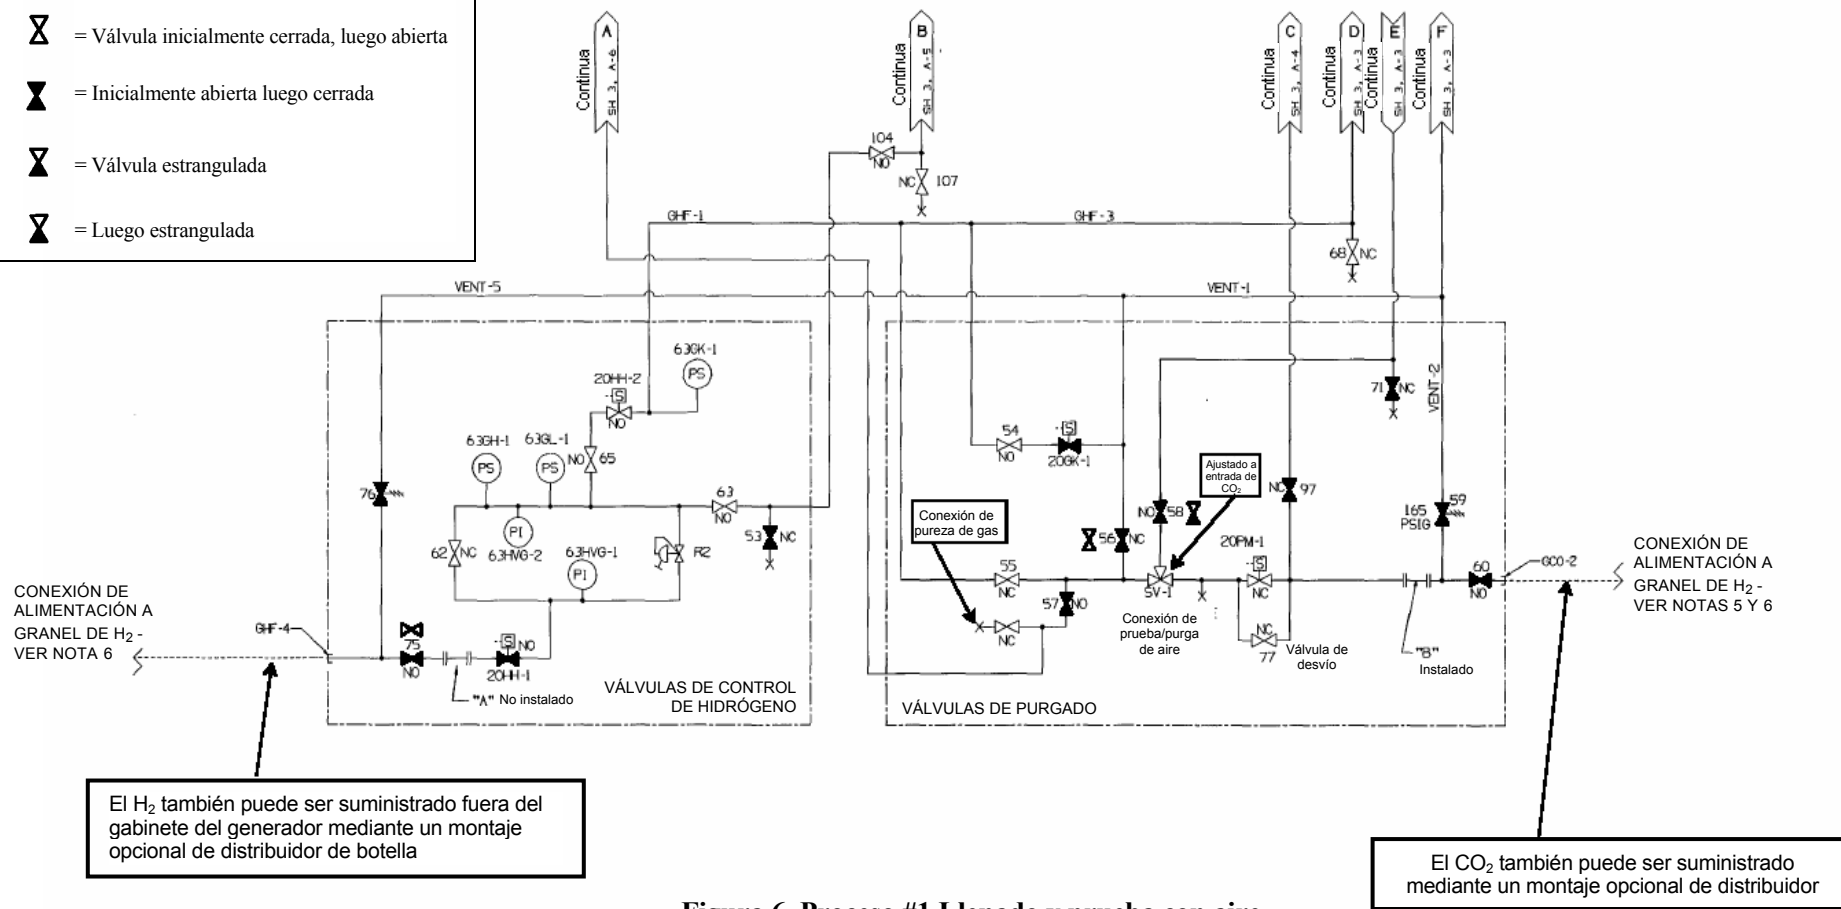 = Válvula inicialmente cerrada, luego abierta
= Inicialmente abierta luego cerrada
= Válvula estrangulada
= Luego estrangulada
A
Continua
SH 3, A-6
B
Continua
SH 3, A-5
C
Continua
SH 3, A-4
D
Continua
SH 3, A-3
E
Continua
SH 3, A-3
F
Continua
SH 3, A-3
104
NO
NC
107
GHF-1
GHF-3
68
NC
VENT-5
VENT-1
VENT-2
63GK-1
PS
20HH-2
S
NO
63GH-1
PS
63GL-1
PS
NO
65
76
63
NO
62
NC
PI
63HVG-2
63HVG-1
PI
R2
53
NC
CONEXIÓN DE
ALIMENTACIÓN A
GRANEL DE H2 -
VER NOTA 6
GHF-4
75
NO
S
NO
20HH-1
"A" No instalado
VÁLVULAS DE CONTROL
DE HIDRÓGENO
71
NC
54
NO
S
20GK-1
Ajustado a
entrada de
CO2
NC
97
Conexión de
pureza de gas
56
NC
NO
58
20PM-1
S
NC
165
PSIG
59
55
NC
57
NO
SV-1
NC
Conexión de
prueba/purga
de aire
NC
77
Válvula de
desvío
60
NO
GCO-2
"B"
Instalado
CONEXIÓN DE
ALIMENTACIÓN A
GRANEL DE H2 -
VER NOTAS 5 Y 6
VÁLVULAS DE PURGADO
El H2 también puede ser suministrado fuera del
gabinete del generador mediante un montaje
opcional de distribuidor de botella
El CO2 también puede ser suministrado
mediante un montaje opcional de distribuidor
Figura 6. Proceso #1 Llenado y prueba con aire